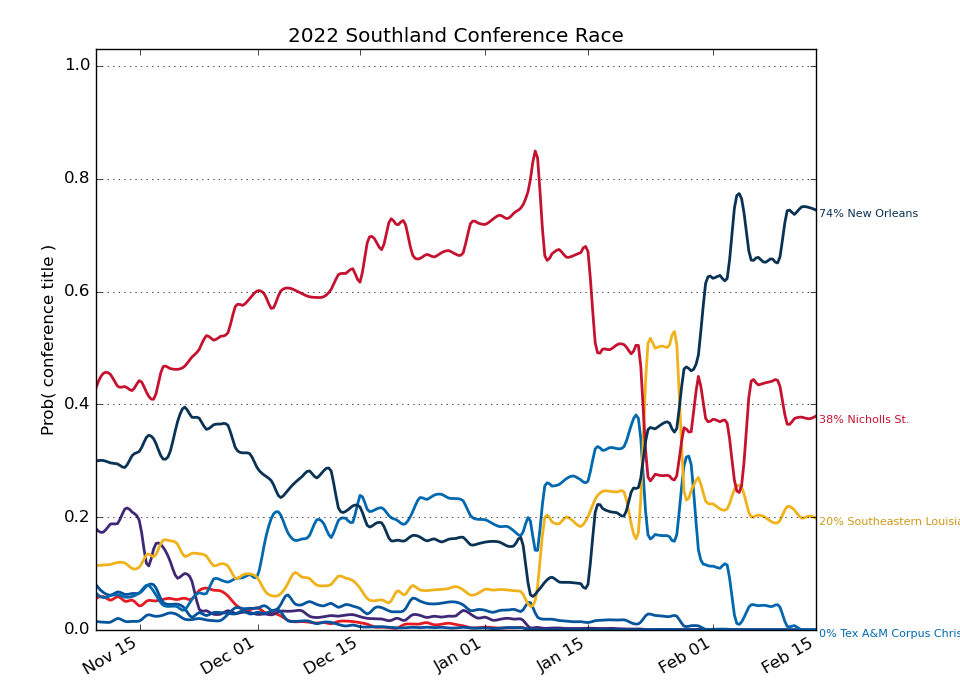 2022 Southland Conference Race
Prob( conference title )
1.0
0.8
0.6
0.4
0.2
0.0
Nov 15
Dec 01
Dec 15
Jan 01
Jan 15
Feb 01
Feb 15
74% New Orleans
38% Nicholls St.
20% Southeastern Louisia
0% Tex A&M Corpus Chris